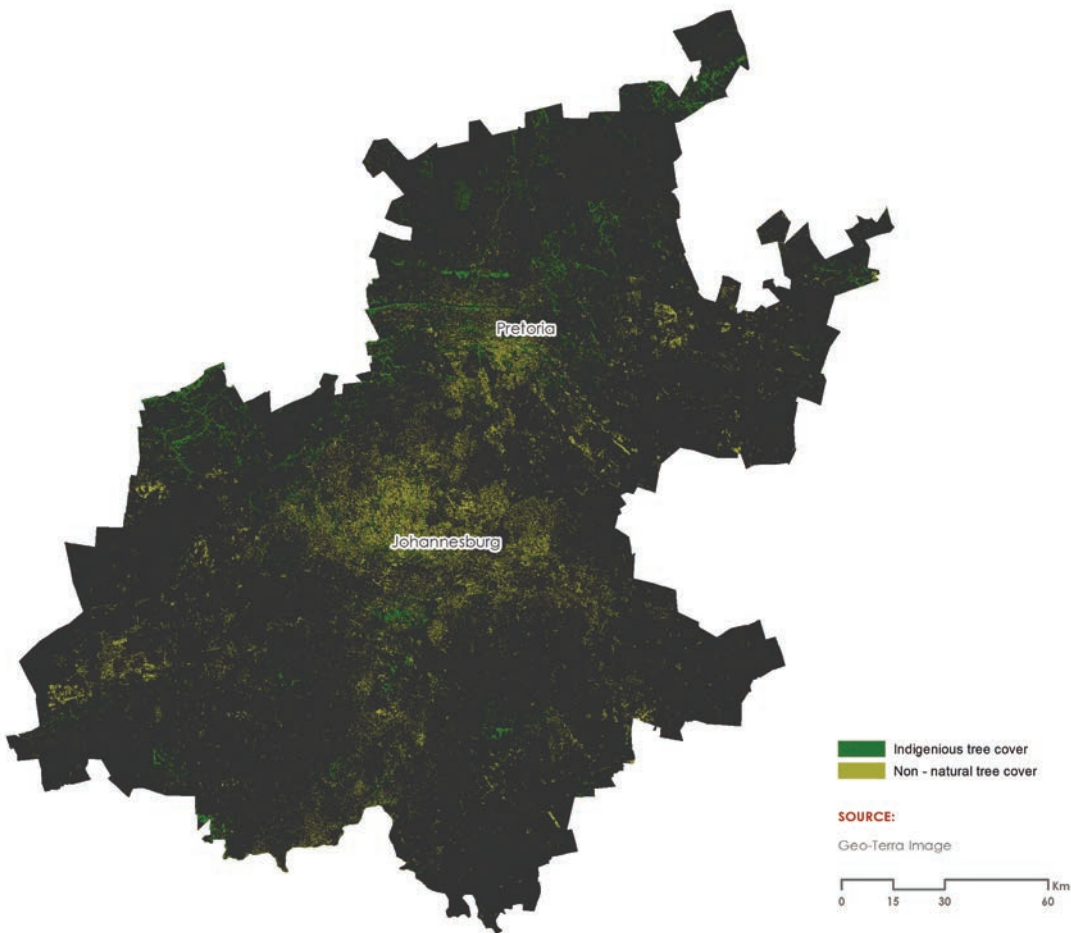 Pretoria
Johannesburg
Indigenious tree cover
Non - natural tree cover
SOURCE:
Geo-Terra Image
Km
0 15 30 60